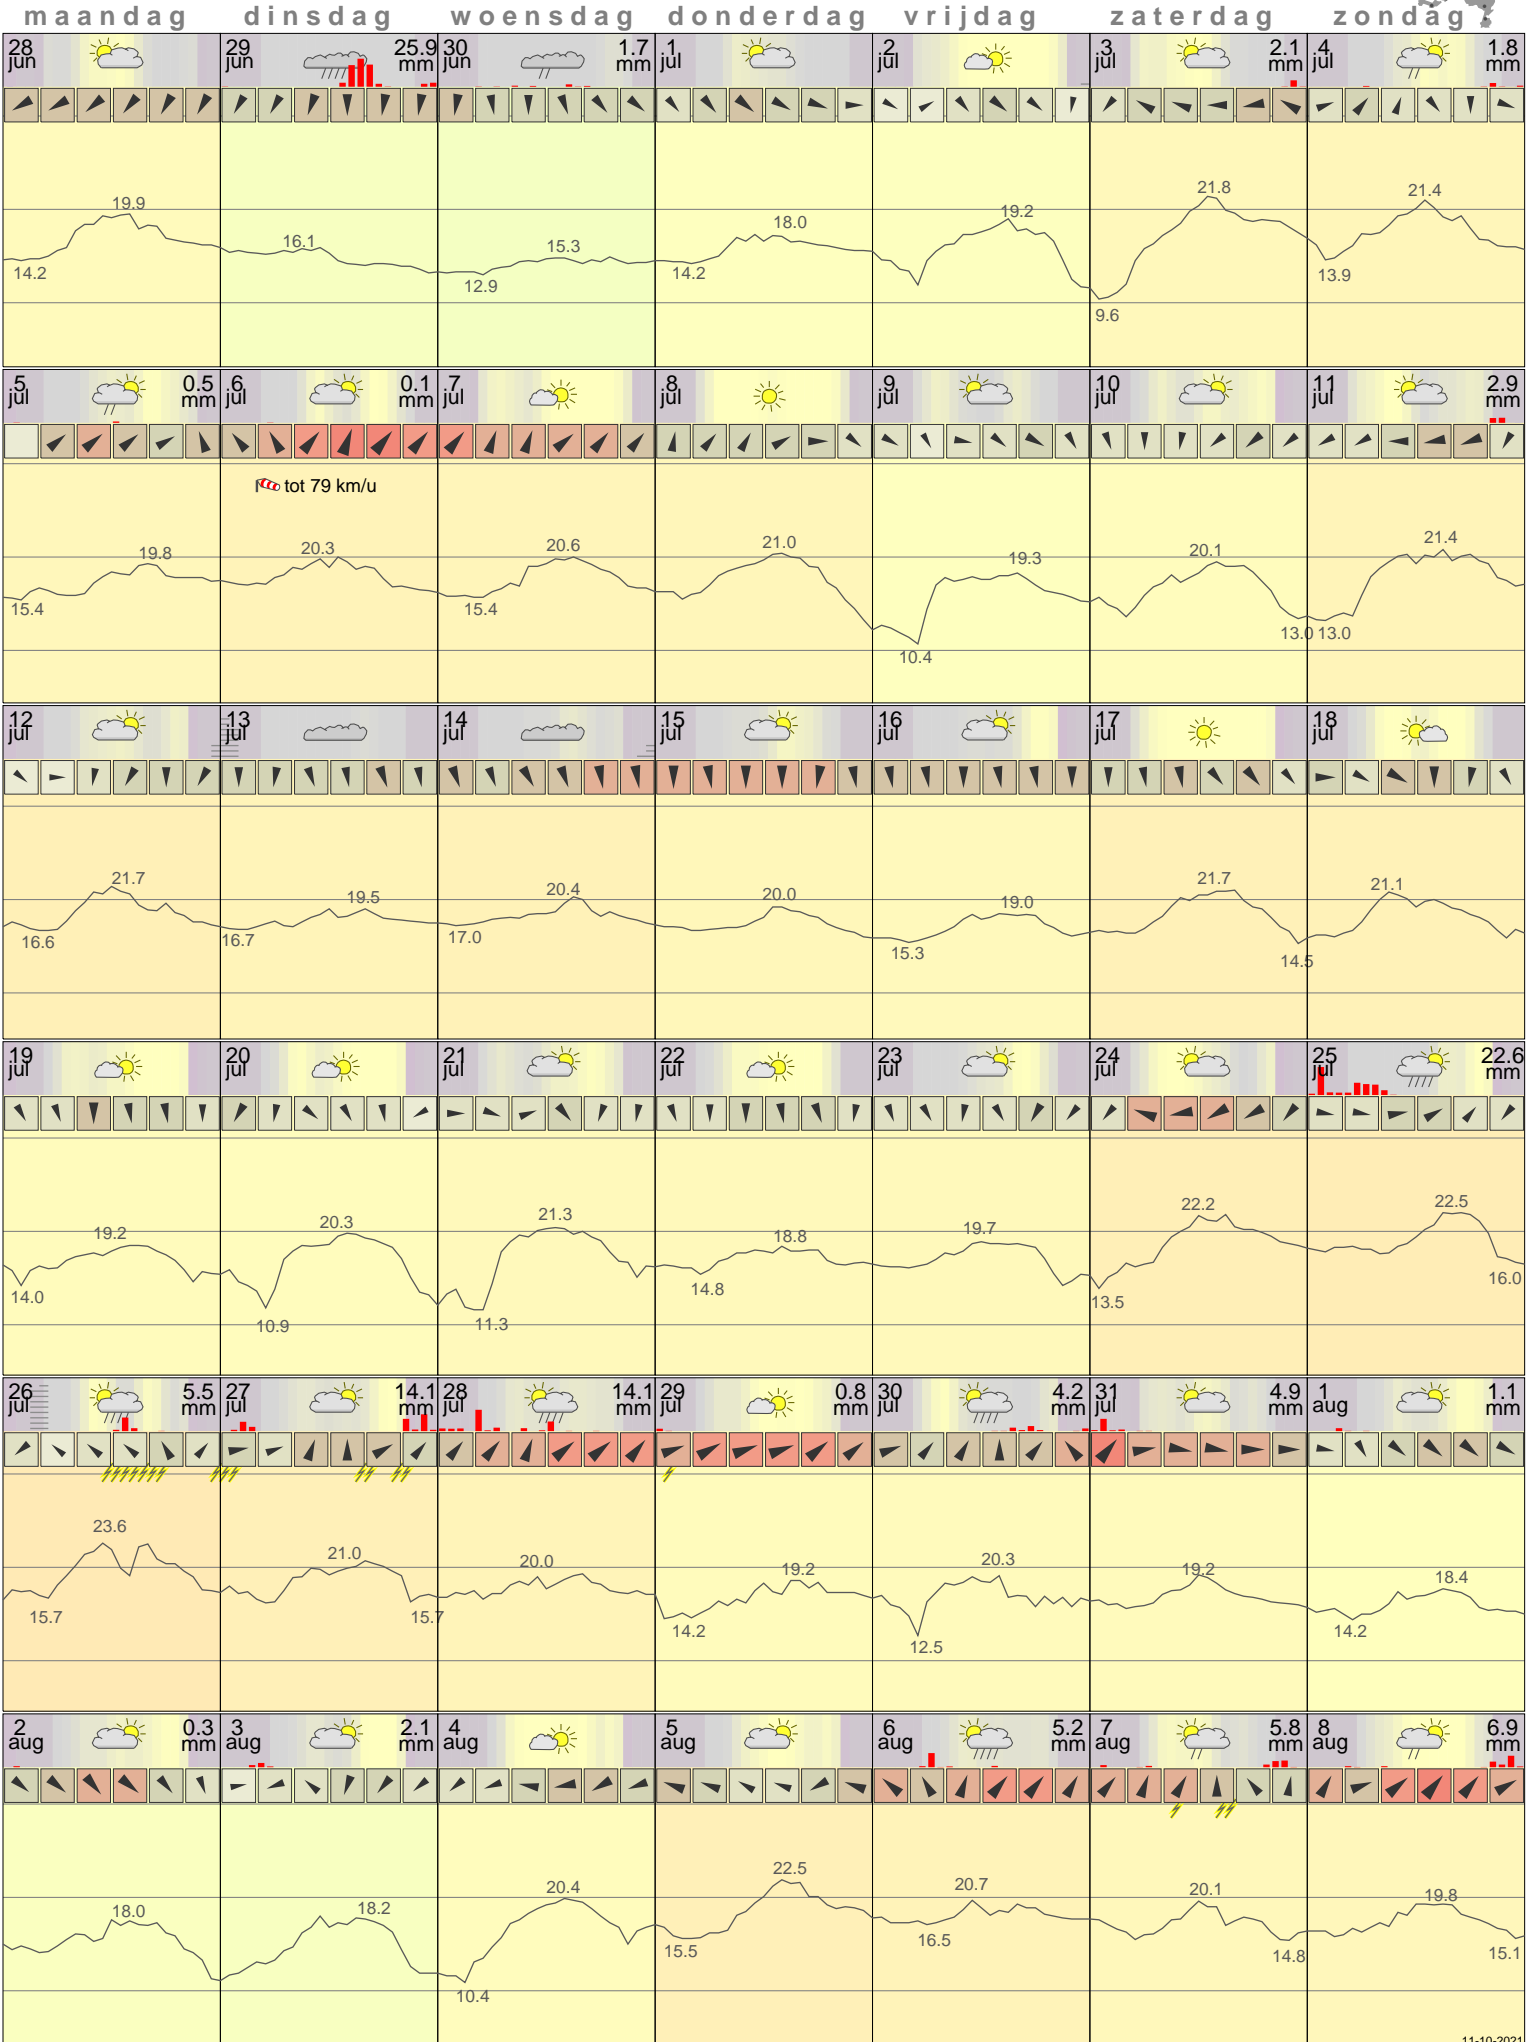 maandag dinsdag woensdag donderdag vrijdag zaterdag zondag
28 jun
29 jun 25.9 mm
30 jun 1.7 mm
1 jul
2 jul
3 jul 2.1 mm
4 jul 1.8 mm
19.9 14.2
16.1
15.3 12.9
18.0 14.2
19.2
21.8 9.6
21.4 13.9
5 jul 0.5 mm
6 jul 0.1 mm
7 jul
8 jul
9 jul
10 jul
11 jul 2.9 mm
tot 79 km/u
19.8 15.4
20.3
20.6 15.4
21.0
19.3 10.4
20.1 13.0
21.4 13.0
12 jul
13 jul
14 jul
15 jul
16 jul
17 jul
18 jul
21.7 16.6
19.5 16.7
20.4 17.0
20.0
19.0 15.3
21.7 14.5
21.1
19 jul
20 jul
21 jul
22 jul
23 jul
24 jul
25 jul 22.6 mm
19.2 14.0
20.3 10.9
21.3 11.3
18.8 14.8
19.7
22.2 13.5
22.5 16.0
26 jul 5.5 mm
27 jul 14.1 mm
28 jul 14.1 mm
29 jul 0.8 mm
30 jul 4.2 mm
31 jul 4.9 mm
1 aug 1.1 mm
23.6 15.7
21.0 15.7
20.0
19.2 14.2
20.3 12.5
19.2
18.4 14.2
2 aug 0.3 mm
3 aug 2.1 mm
4 aug
5 aug
6 aug 5.2 mm
7 aug 5.8 mm
8 aug 6.9 mm
18.0
18.2
20.4 10.4
22.5 15.5
20.7 16.5
20.1 14.8
19.8 15.1
11-10-2021